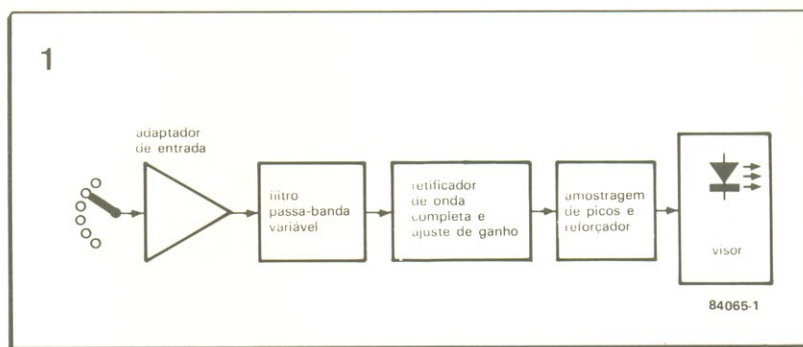 1
adaptador
de entrada
filtro
passa-banda
variável
retificador
de onda
completa e
ajuste de ganho
amostragem
de picos e
reforçador
visor
84065-1